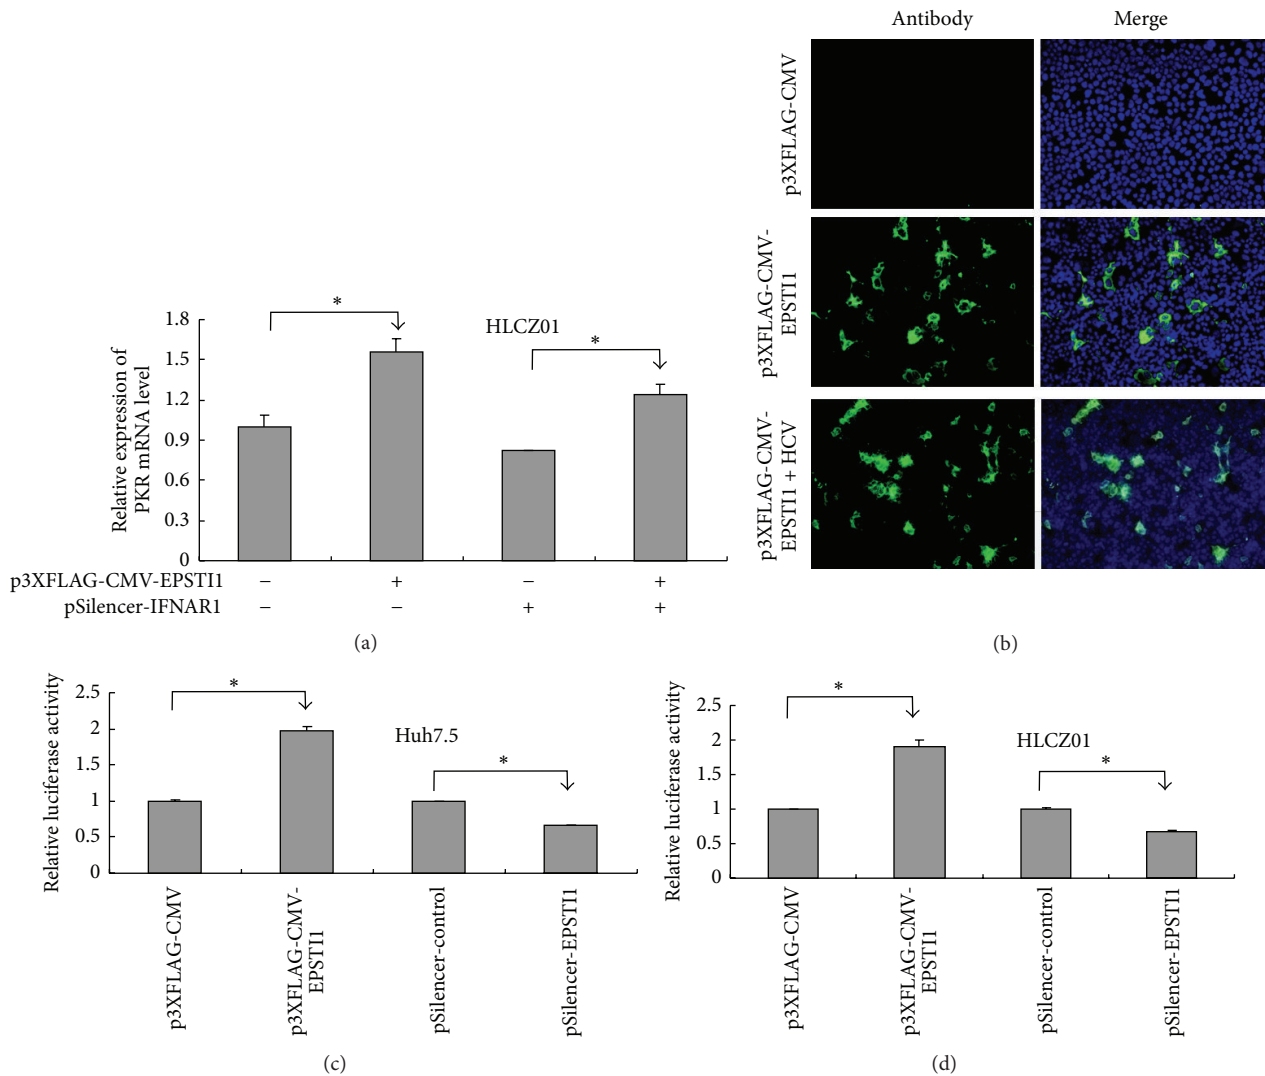 Antibody Merge
p3XFLAG-CMV
p3XFLAG-CMV-
EPSTI1
p3XFLAG-CMV-
EPSTI1 + HCV
(b)
Relative expression of
PKR mRNA level
1.8
1.5
1.2
0.9
0.6
0.3
0
*
HLCZ01
*
p3XFLAG-CMV-EPSTI1 − + − +
pSilencer-IFNAR1 − − + +
(a)
Relative luciferase activity
2.5
2
1.5
1
0.5
0
*
Huh7.5
*
p3XFLAG-CMV
p3XFLAG-CMV-
EPSTI1
pSilencer-control
pSilencer-EPSTI1
(c)
Relative luciferase activity
2.5
2
1.5
1
0.5
0
*
HLCZ01
*
p3XFLAG-CMV
p3XFLAG-CMV-
EPSTI1
pSilencer-control
pSilencer-EPSTI1
(d)